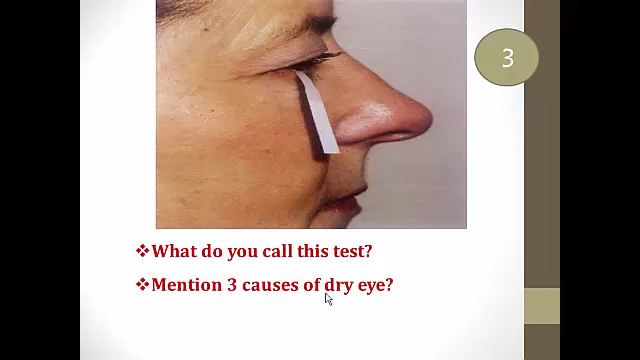 3
❖What do you call this test?
❖Mention 3 causes of dry eye?